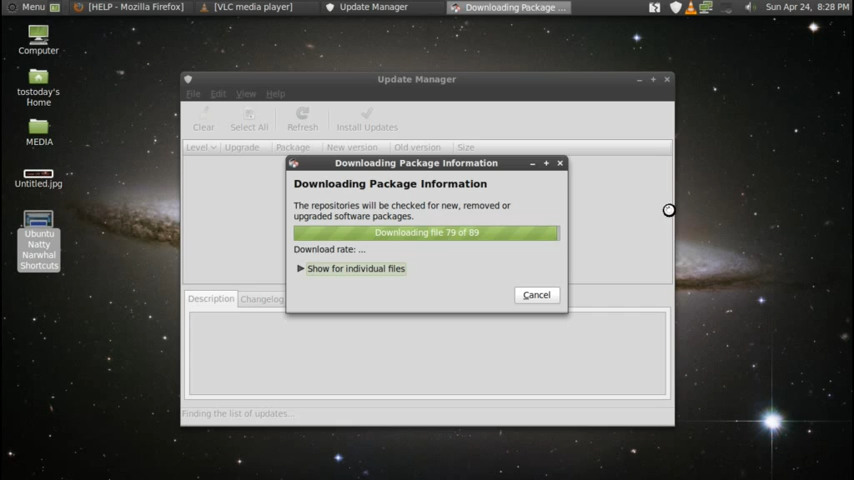 Menu
[HELP - Mozilla Firefox]
[VLC media player]
Update Manager
Downloading Package ...
Sun Apr 24, 8:28 PM
Computer
tostoday's
Home
MEDIA
Untitled.jpg
Ubuntu
Natty
Narwhal
Shortcuts
Update Manager
File Edit View Help
Clear Select All Refresh Install Updates
Level Upgrade Package New version Old version Size
Downloading Package Information
Downloading Package Information
The repositories will be checked for new, removed or
upgraded software packages.
Downloading file 79 of 89
Download rate: ...
Show for individual files
Cancel
Description Changelog
Finding the list of updates...